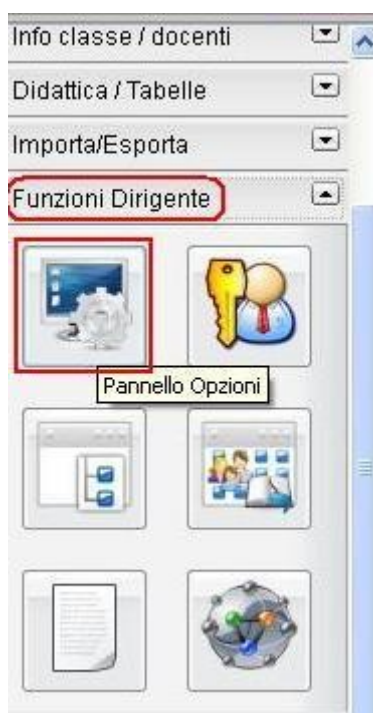 Info classe / docenti
Didattica / Tabelle
Importa/Esporta
Funzioni Dirigente
Pannello Opzioni